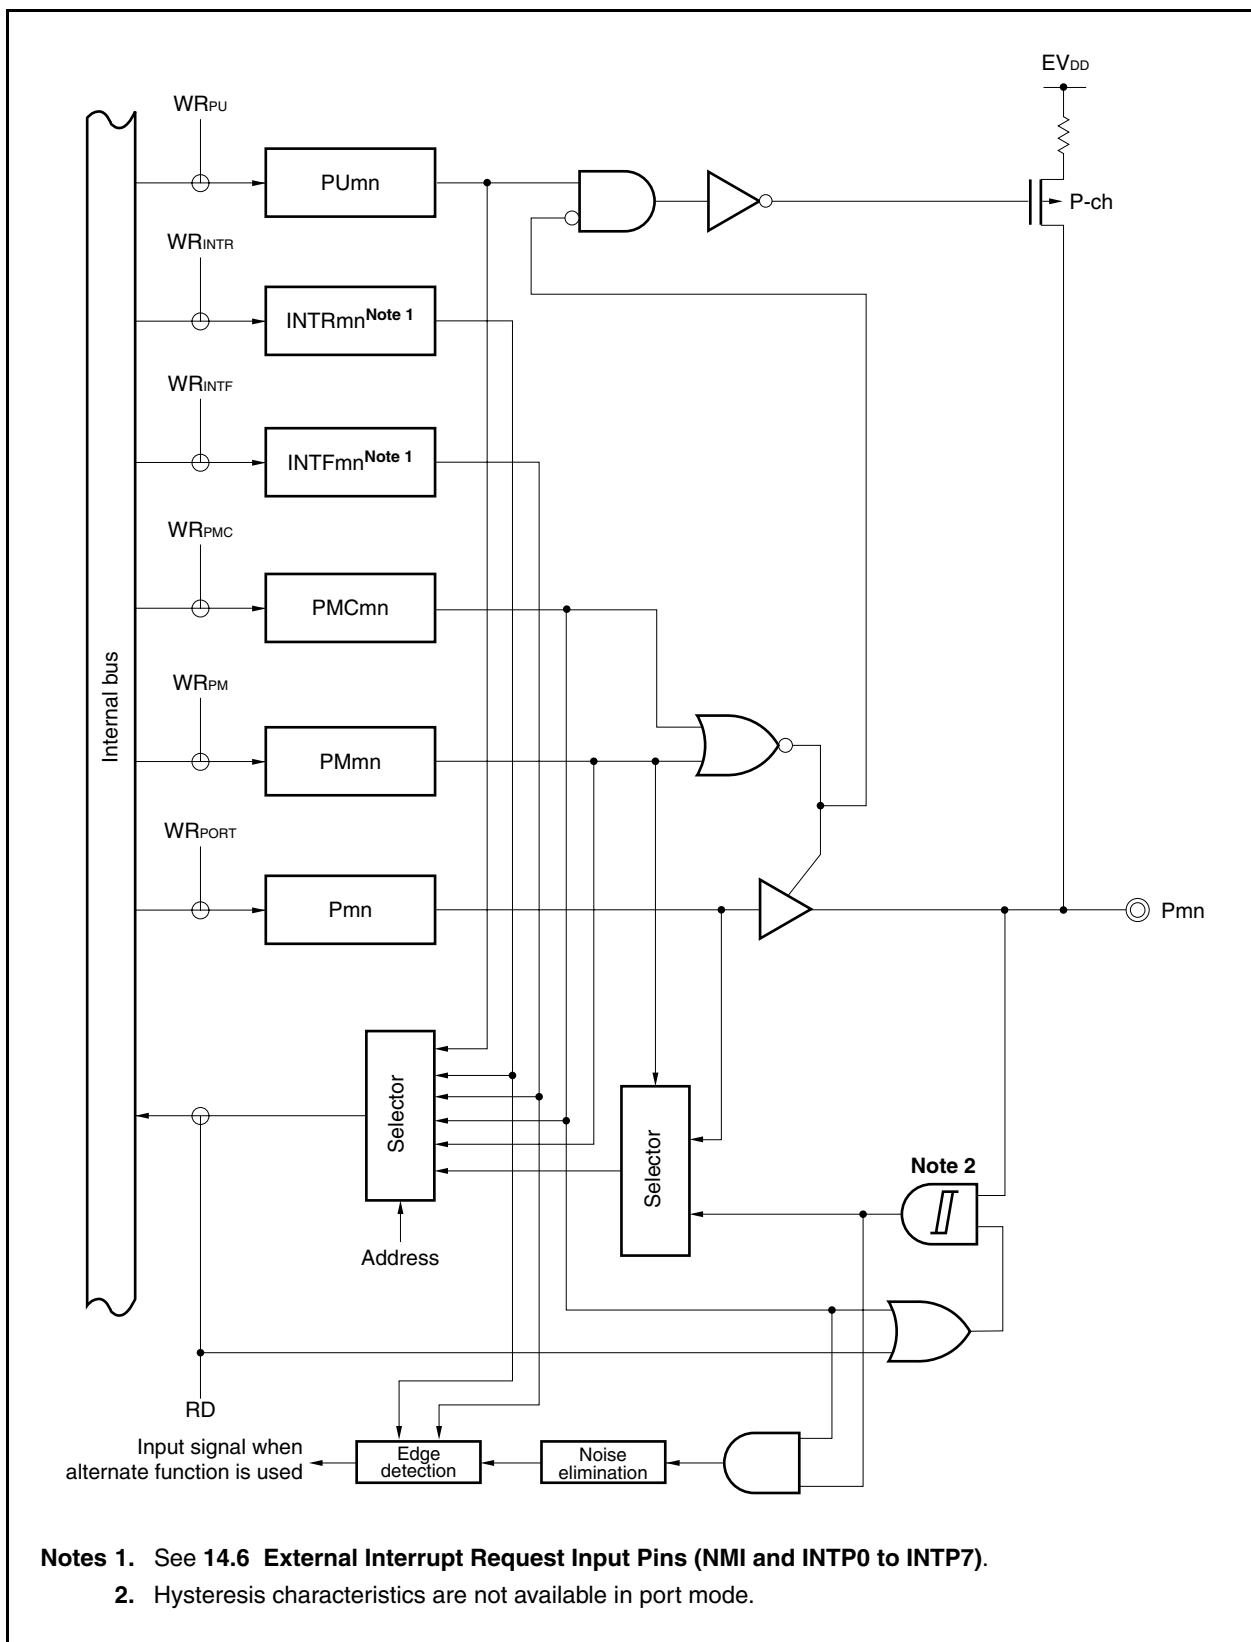 EVDD
WRPU
PUmn
P-ch
WRINTR
INTRmnNote 1
WRINTF
INTFmnNote 1
WRPMC
PMCmn
Internal bus
WRPM
PMmn
WRPORT
Pmn
Pmn
Selector
Selector
Note 2
Address
RD
Input signal when
alternate function is used
Edge
detection
Noise
elimination
Notes 1. See 14.6 External Interrupt Request Input Pins (NMI and INTP0 to INTP7).
2. Hysteresis characteristics are not available in port mode.